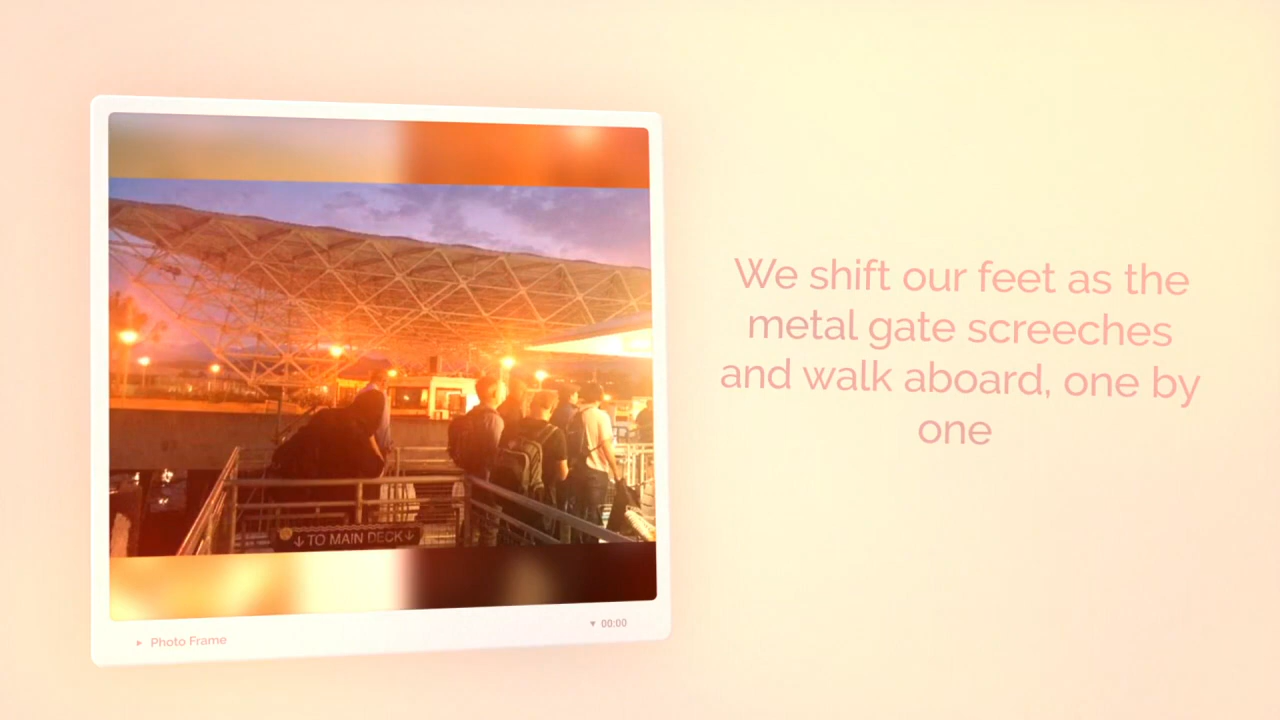 We shift our feet as the
metal gate screeches
and walk aboard, one by
one
↓ TO MAIN DECK ↓
▸ Photo Frame
▾ 00:00